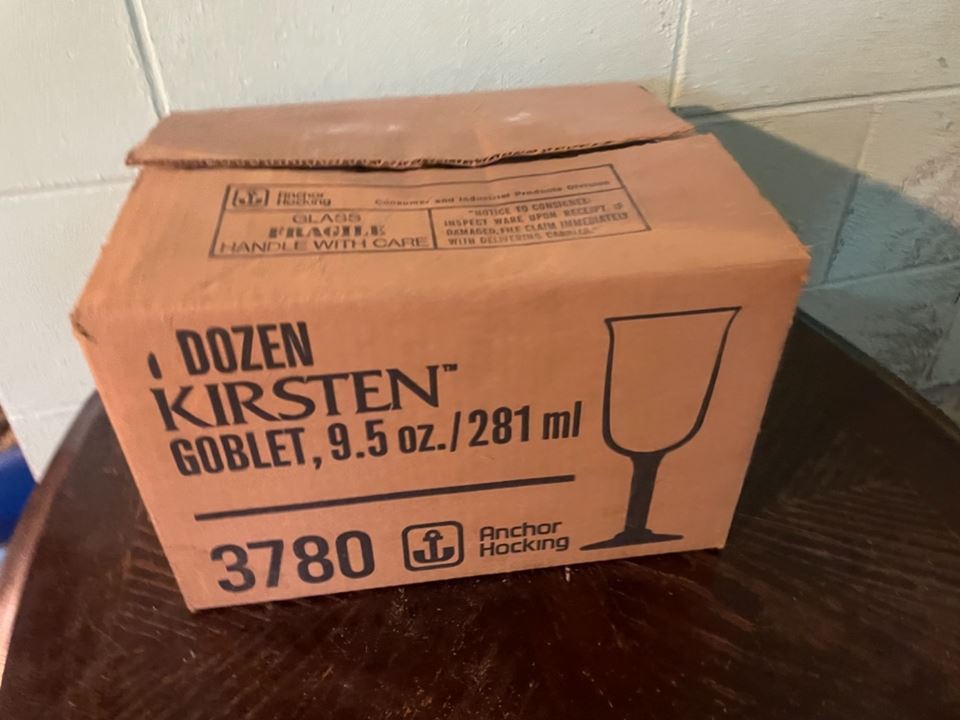 Anchor
Hocking
Consumer and Industrial Products Division
GLASS
FRAGILE
HANDLE WITH CARE
"NOTICE TO CONSIGNEE:
INSPECT WARE UPON RECEIPT. IF
DAMAGED, FILE CLAIM IMMEDIATELY
WITH DELIVERING CARRIER."
DOZEN
KIRSTEN™
GOBLET, 9.5 oz./281 ml
3780
Anchor
Hocking